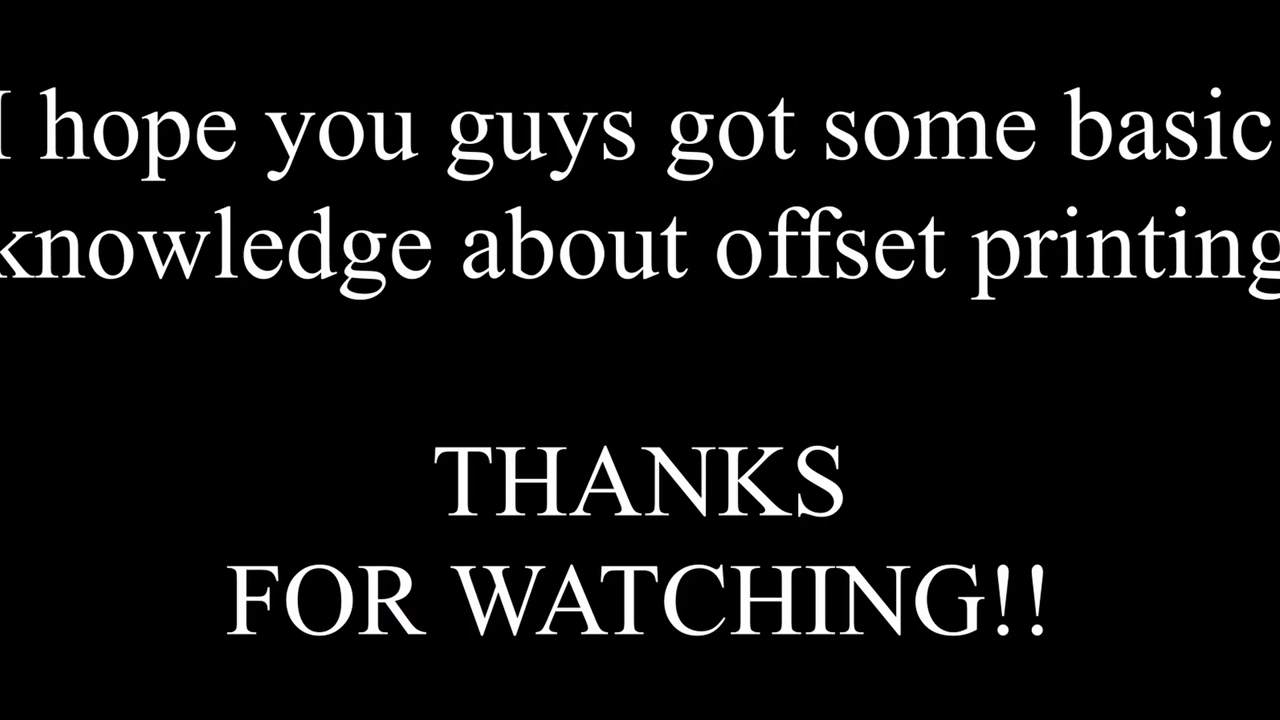 I hope you guys got some basic
knowledge about offset printing
THANKS
FOR WATCHING!!